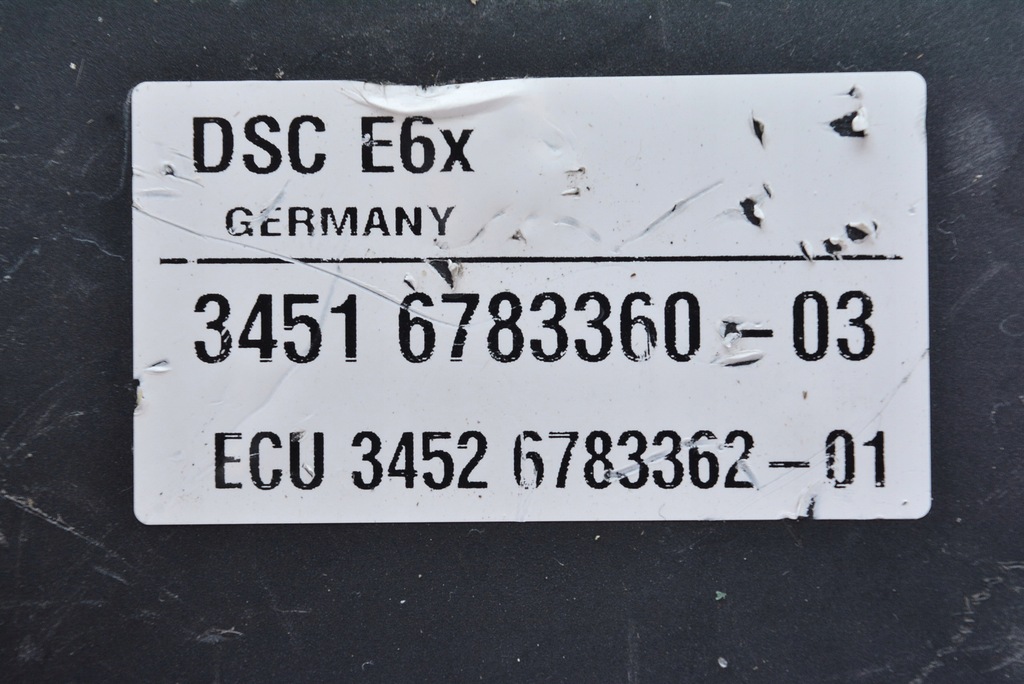 DSC E6x
GERMANY
3451 6783360 - 03
ECU 3452 6783362 - 01